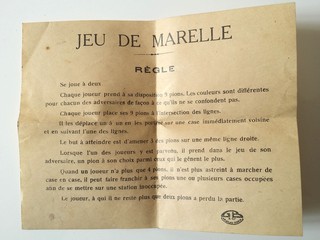 JEU DE MARELLE
RÈGLE
Se joue à deux
Chaque joueur prend à sa disposition 9 pions. Les couleurs sont différentes
pour chacun des adversaires de façon à ce qu'ils ne se confondent pas.
Chaque joueur place ses 9 pions à l'intersection des lignes.
Il les déplace un à un en les posant sur une case immédiatement voisine
et en suivant l'une des lignes.
Le but à atteindre est d'amener 3 des pions sur une même ligne droite.
Lorsque l'un des joueurs y est parvenu, il prend dans le jeu de son
adversaire, un pion à son choix parmi ceux qui le gênent le plus.
Quand un joueur n'a plus que 4 pions, il n'est plus astreint à marcher de
case en case, il peut faire franchir à ses pions une ou plusieurs cases occupées
afin de se mettre sur une station inoccupée.
Le joueur, à qui il ne reste plus que deux pions a perdu la partie.